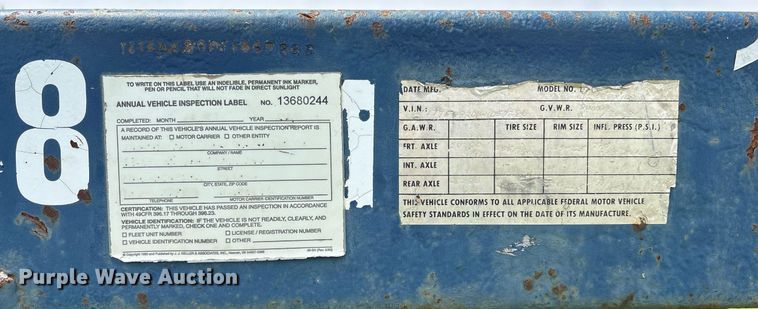 8
8
TO WRITE ON THIS LABEL USE AN INDELIBLE, PERMANENT INK MARKER,
PEN OR PENCIL THAT WILL NOT FADE IN DIRECT SUNLIGHT
ANNUAL VEHICLE INSPECTION LABEL NO. 13680244
COMPLETED: MONTH YEAR
A RECORD OF THIS VEHICLE'S ANNUAL VEHICLE INSPECTION REPORT IS
MAINTAINED AT: MOTOR CARRIER OTHER ENTITY
COMPANY / NAME
STREET
CITY, STATE, ZIP CODE
TELEPHONE MOTOR CARRIER IDENTIFICATION NUMBER
CERTIFICATION: THIS VEHICLE HAS PASSED AN INSPECTION IN ACCORDANCE
WITH 49CFR 396.17 THROUGH 396.23.
VEHICLE IDENTIFICATION: IF THE VEHICLE IS NOT READILY, CLEARLY, AND
PERMANENTLY MARKED, CHECK ONE AND COMPLETE.
FLEET UNIT NUMBER LICENSE / REGISTRATION NUMBER
VEHICLE IDENTIFICATION NUMBER OTHER
DATE MFG. MODEL NO.
V.I.N.: G.V.W.R.
G.A.W.R. TIRE SIZE RIM SIZE INFL. PRESS (P.S.I.)
FRT. AXLE
INT. AXLE
REAR AXLE
THIS VEHICLE CONFORMS TO ALL APPLICABLE FEDERAL MOTOR VEHICLE
SAFETY STANDARDS IN EFFECT ON THE DATE OF ITS MANUFACTURE.
Purple Wave Auction